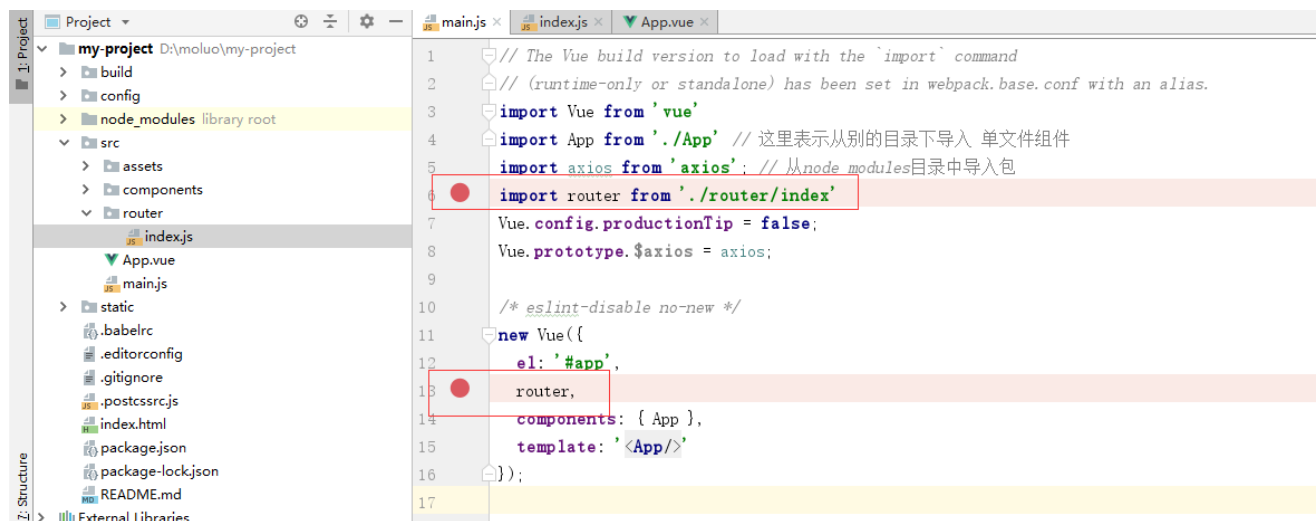 Project
main.js
index.js
App.vue
1: Project
my-project D:\moluo\my-project
build
config
node_modules library root
src
assets
components
router
index.js
App.vue
main.js
static
.babelrc
.editorconfig
.gitignore
.postcssrc.js
index.html
package.json
package-lock.json
README.md
External Libraries
7: Structure
1 // The Vue build version to load with the `import` command
2 // (runtime-only or standalone) has been set in webpack.base.conf with an alias.
3 import Vue from 'vue'
4 import App from './App' // 这里表示从别的目录下导入 单文件组件
5 import axios from 'axios'; // 从node_modules目录中导入包
6 import router from './router/index'
7 Vue.config.productionTip = false;
8 Vue.prototype.$axios = axios;
9
10 /* eslint-disable no-new */
11 new Vue({
12 el: '#app',
13 router,
14 components: { App },
15 template: '<App/>'
16 });
17